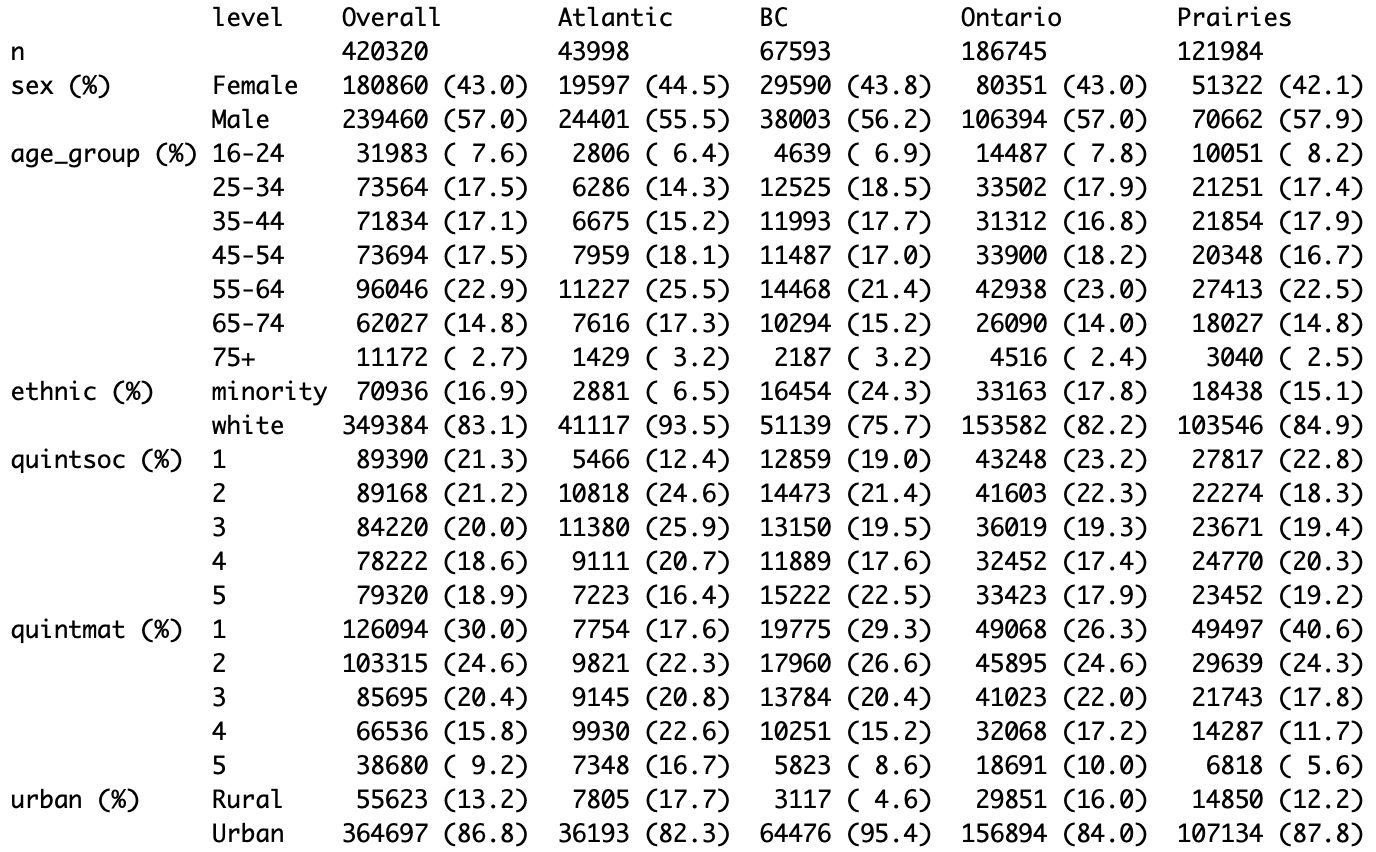 level Overall Atlantic BC Ontario Prairies
n 420320 43998 67593 186745 121984
sex (%) Female 180860 (43.0) 19597 (44.5) 29590 (43.8) 80351 (43.0) 51322 (42.1)
Male 239460 (57.0) 24401 (55.5) 38003 (56.2) 106394 (57.0) 70662 (57.9)
age_group (%) 16-24 31983 ( 7.6) 2806 ( 6.4) 4639 ( 6.9) 14487 ( 7.8) 10051 ( 8.2)
25-34 73564 (17.5) 6286 (14.3) 12525 (18.5) 33502 (17.9) 21251 (17.4)
35-44 71834 (17.1) 6675 (15.2) 11993 (17.7) 31312 (16.8) 21854 (17.9)
45-54 73694 (17.5) 7959 (18.1) 11487 (17.0) 33900 (18.2) 20348 (16.7)
55-64 96046 (22.9) 11227 (25.5) 14468 (21.4) 42938 (23.0) 27413 (22.5)
65-74 62027 (14.8) 7616 (17.3) 10294 (15.2) 26090 (14.0) 18027 (14.8)
75+ 11172 ( 2.7) 1429 ( 3.2) 2187 ( 3.2) 4516 ( 2.4) 3040 ( 2.5)
ethnic (%) minority 70936 (16.9) 2881 ( 6.5) 16454 (24.3) 33163 (17.8) 18438 (15.1)
white 349384 (83.1) 41117 (93.5) 51139 (75.7) 153582 (82.2) 103546 (84.9)
quintsoc (%) 1 89390 (21.3) 5466 (12.4) 12859 (19.0) 43248 (23.2) 27817 (22.8)
2 89168 (21.2) 10818 (24.6) 14473 (21.4) 41603 (22.3) 22274 (18.3)
3 84220 (20.0) 11380 (25.9) 13150 (19.5) 36019 (19.3) 23671 (19.4)
4 78222 (18.6) 9111 (20.7) 11889 (17.6) 32452 (17.4) 24770 (20.3)
5 79320 (18.9) 7223 (16.4) 15222 (22.5) 33423 (17.9) 23452 (19.2)
quintmat (%) 1 126094 (30.0) 7754 (17.6) 19775 (29.3) 49068 (26.3) 49497 (40.6)
2 103315 (24.6) 9821 (22.3) 17960 (26.6) 45895 (24.6) 29639 (24.3)
3 85695 (20.4) 9145 (20.8) 13784 (20.4) 41023 (22.0) 21743 (17.8)
4 66536 (15.8) 9930 (22.6) 10251 (15.2) 32068 (17.2) 14287 (11.7)
5 38680 ( 9.2) 7348 (16.7) 5823 ( 8.6) 18691 (10.0) 6818 ( 5.6)
urban (%) Rural 55623 (13.2) 7805 (17.7) 3117 ( 4.6) 29851 (16.0) 14850 (12.2)
Urban 364697 (86.8) 36193 (82.3) 64476 (95.4) 156894 (84.0) 107134 (87.8)